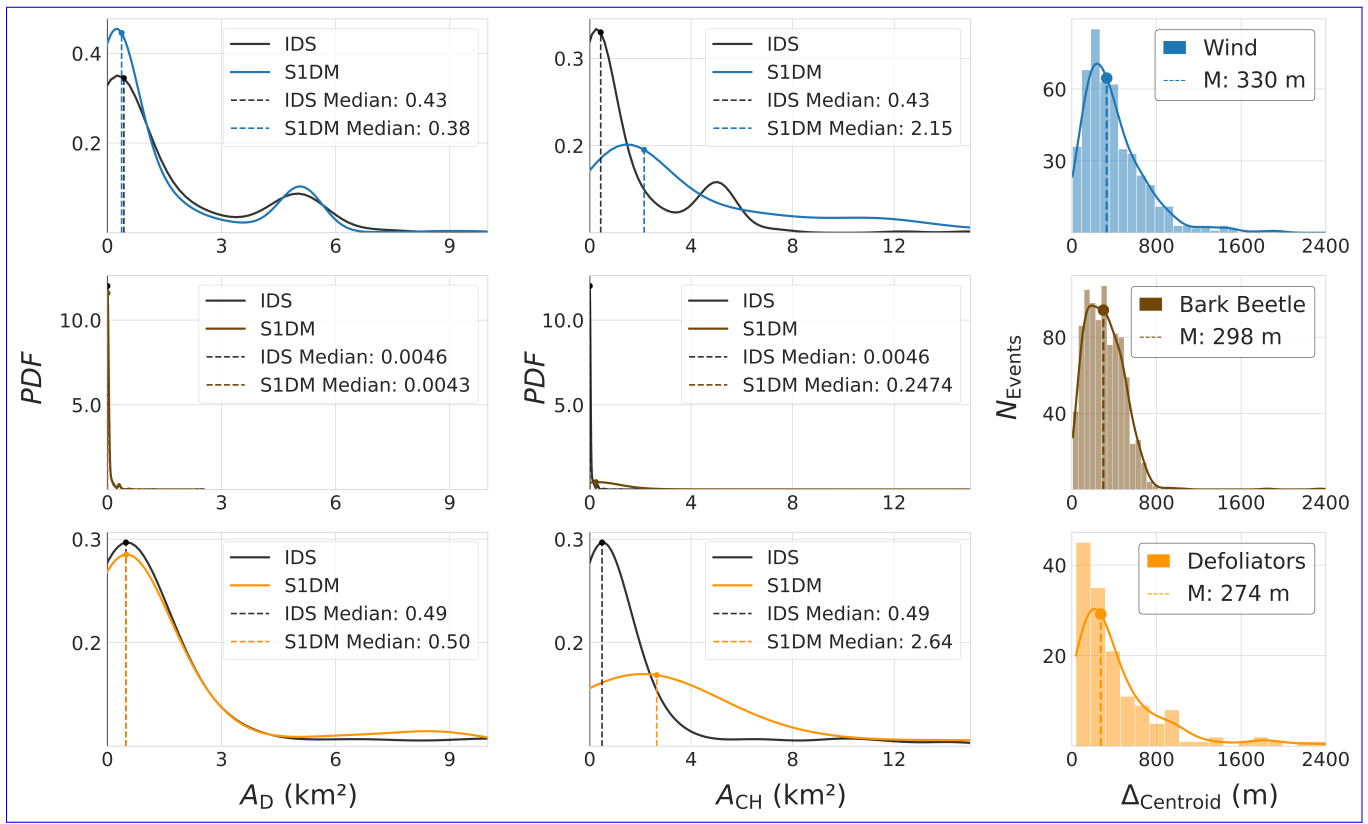 0.4
0.2
0 3 6 9
IDS
S1DM
IDS Median: 0.43
S1DM Median: 0.38
0.3
0.2
0 4 8 12
IDS
S1DM
IDS Median: 0.43
S1DM Median: 2.15
60
30
0 800 1600 2400
Wind
M: 330 m
PDF
10.0
5.0
0 3 6 9
IDS
S1DM
IDS Median: 0.0046
S1DM Median: 0.0043
PDF
10.0
5.0
0 4 8 12
IDS
S1DM
IDS Median: 0.0046
S1DM Median: 0.2474
N_Events
80
40
0 800 1600 2400
Bark Beetle
M: 298 m
0.3
0.2
0 3 6 9
IDS
S1DM
IDS Median: 0.49
S1DM Median: 0.50
A_D (km²)
0.3
0.2
0 4 8 12
IDS
S1DM
IDS Median: 0.49
S1DM Median: 2.64
A_CH (km²)
40
20
0 800 1600 2400
Defoliators
M: 274 m
Δ_Centroid (m)